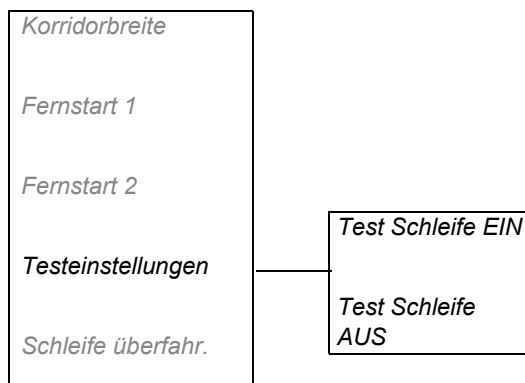 Korridorbreite
Fernstart 1
Fernstart 2
Testeinstellungen
Schleife überfahr.
Test Schleife EIN
Test Schleife
AUS